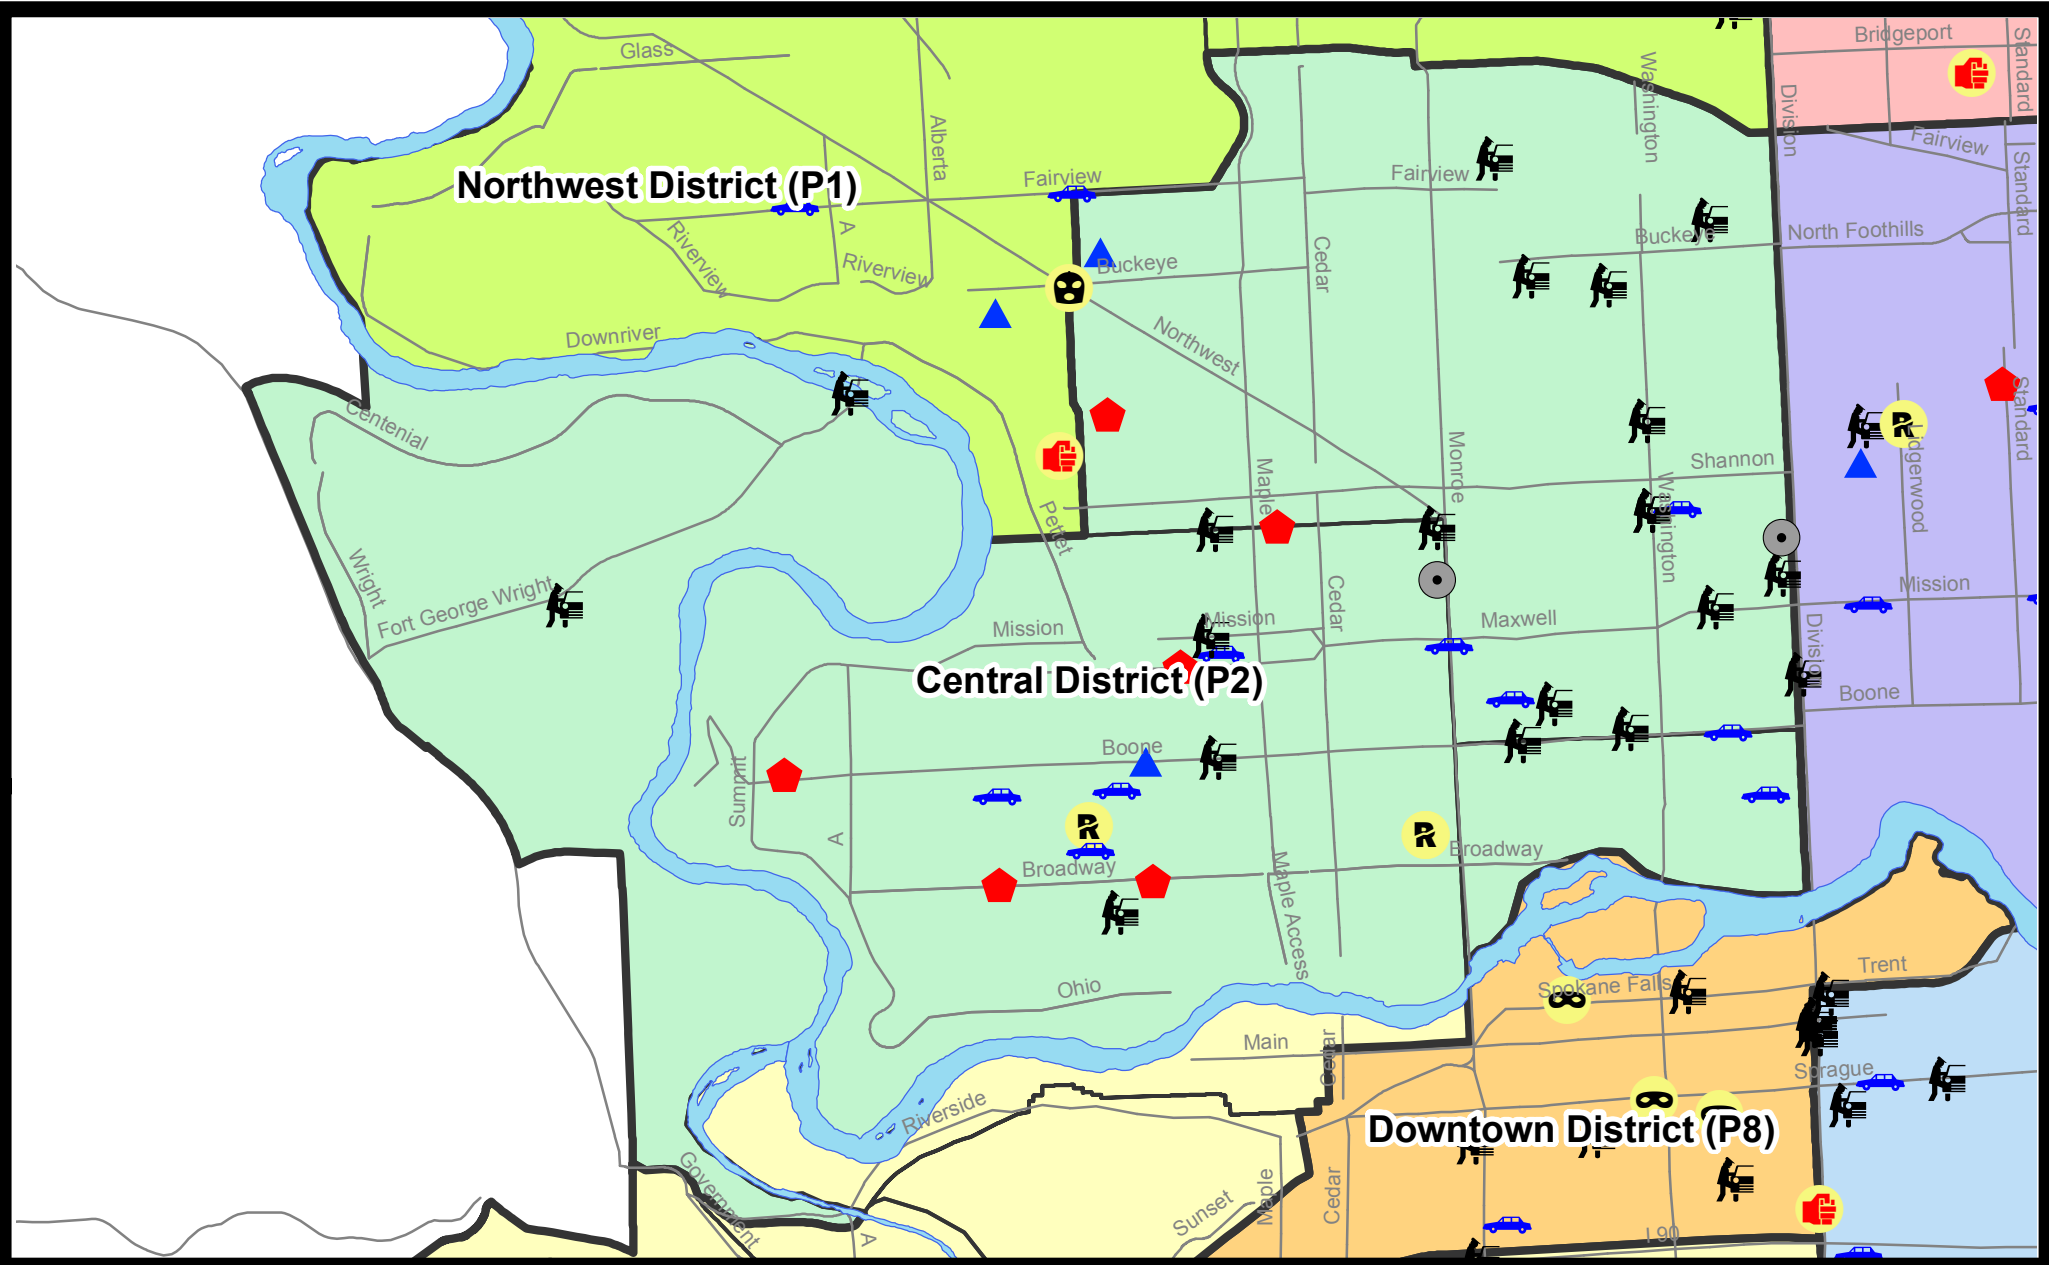 Glass
Bridgeport
Standard
Washington
Division
Alberta
Fairview
Fairview
Fairview
Standard
Northwest District (P1)
A
Riverview
Riverview
Buckeye
Cedar
Buckeye
North Foothills
Downriver
Northwest
Centenial
Standard
Monroe
Shannon
Maple
Washington
Ridgerwood
Pettet
Wright
Fort George Wright
Mission
Mission
Cedar
Maxwell
Mission
Division
Central District (P2)
Boone
Boone
Summit
A
Broadway
Broadway
Maple Access
Ohio
Trent
Spokane Falls
Main
Cedar
Sprague
Riverside
Downtown District (P8)
Government
Sunset
Maple
Cedar
A
I 90